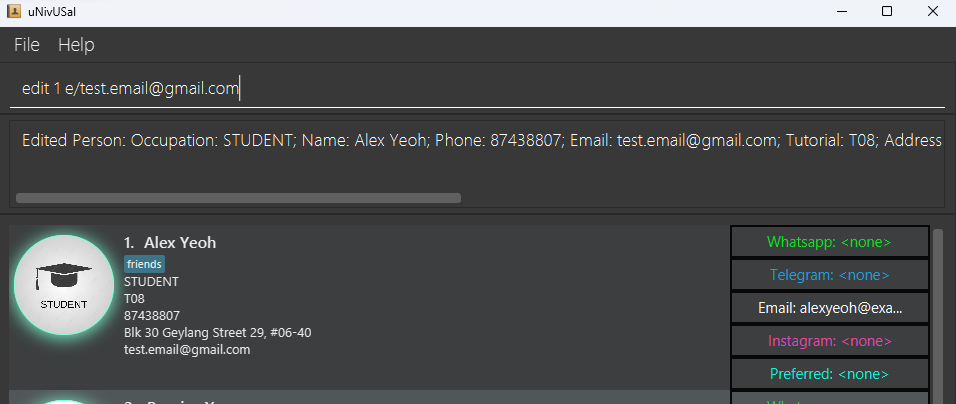 uNivUSal
File Help
edit 1 e/test.email@gmail.com
Edited Person: Occupation: STUDENT; Name: Alex Yeoh; Phone: 87438807; Email: test.email@gmail.com; Tutorial: T08; Address
1. Alex Yeoh
friends
STUDENT
T08
87438807
Blk 30 Geylang Street 29, #06-40
test.email@gmail.com
STUDENT
Whatsapp: <none>
Telegram: <none>
Email: alexyeoh@exa...
Instagram: <none>
Preferred: <none>